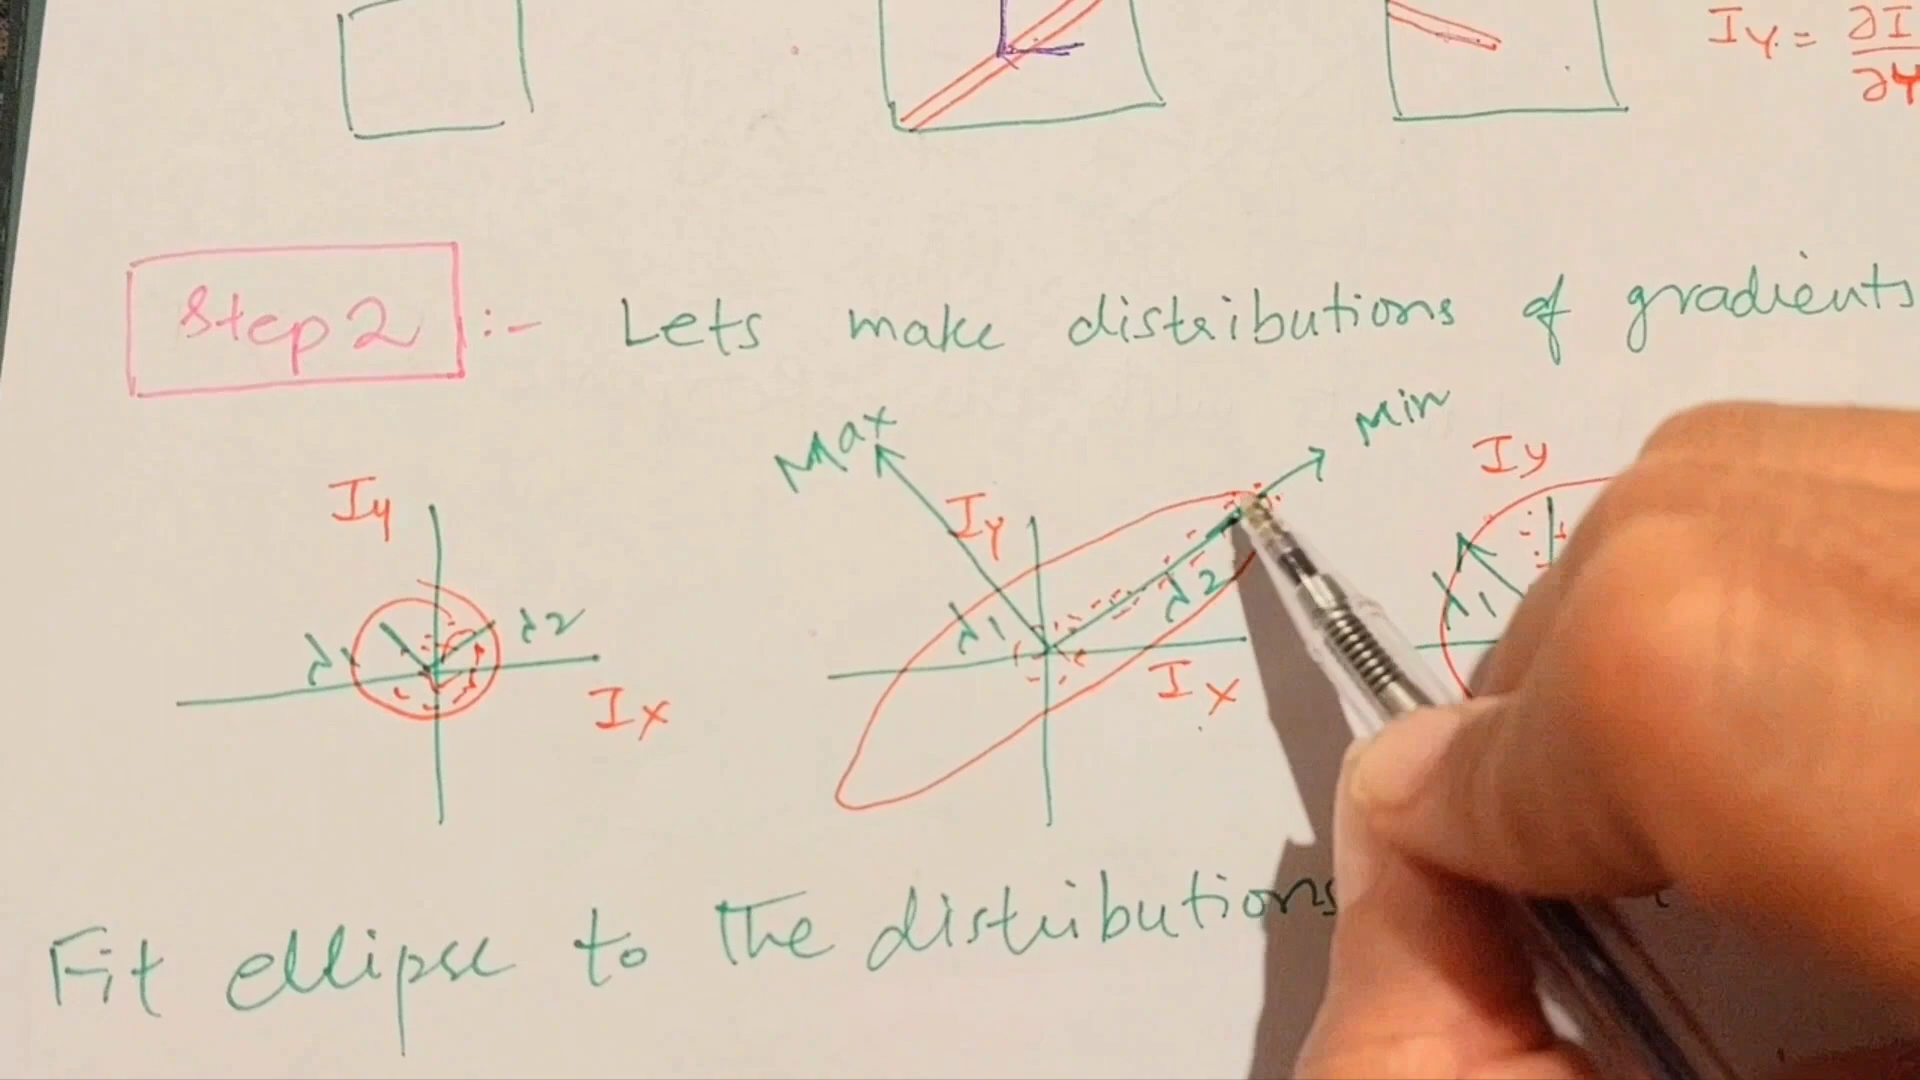 Iy = ∂I
∂y
Step 2 :- Lets make distributions of gradients
Max
Min
Iy
Iy
Iy
λ1
λ2
λ1
λ2
λ1
Ix
Ix
Fit ellipse to the distributions